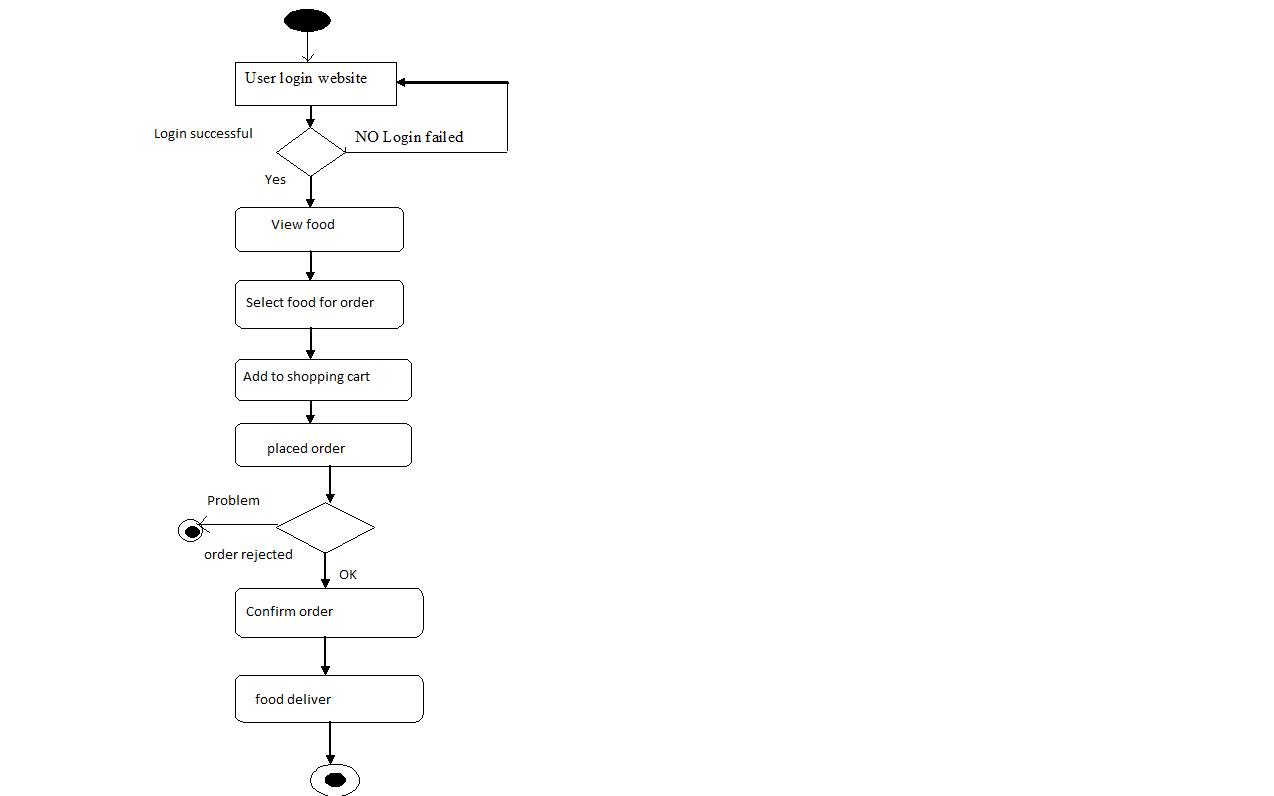 User login website
Login successful
NO Login failed
Yes
View food
Select food for order
Add to shopping cart
placed order
Problem
order rejected
OK
Confirm order
food deliver